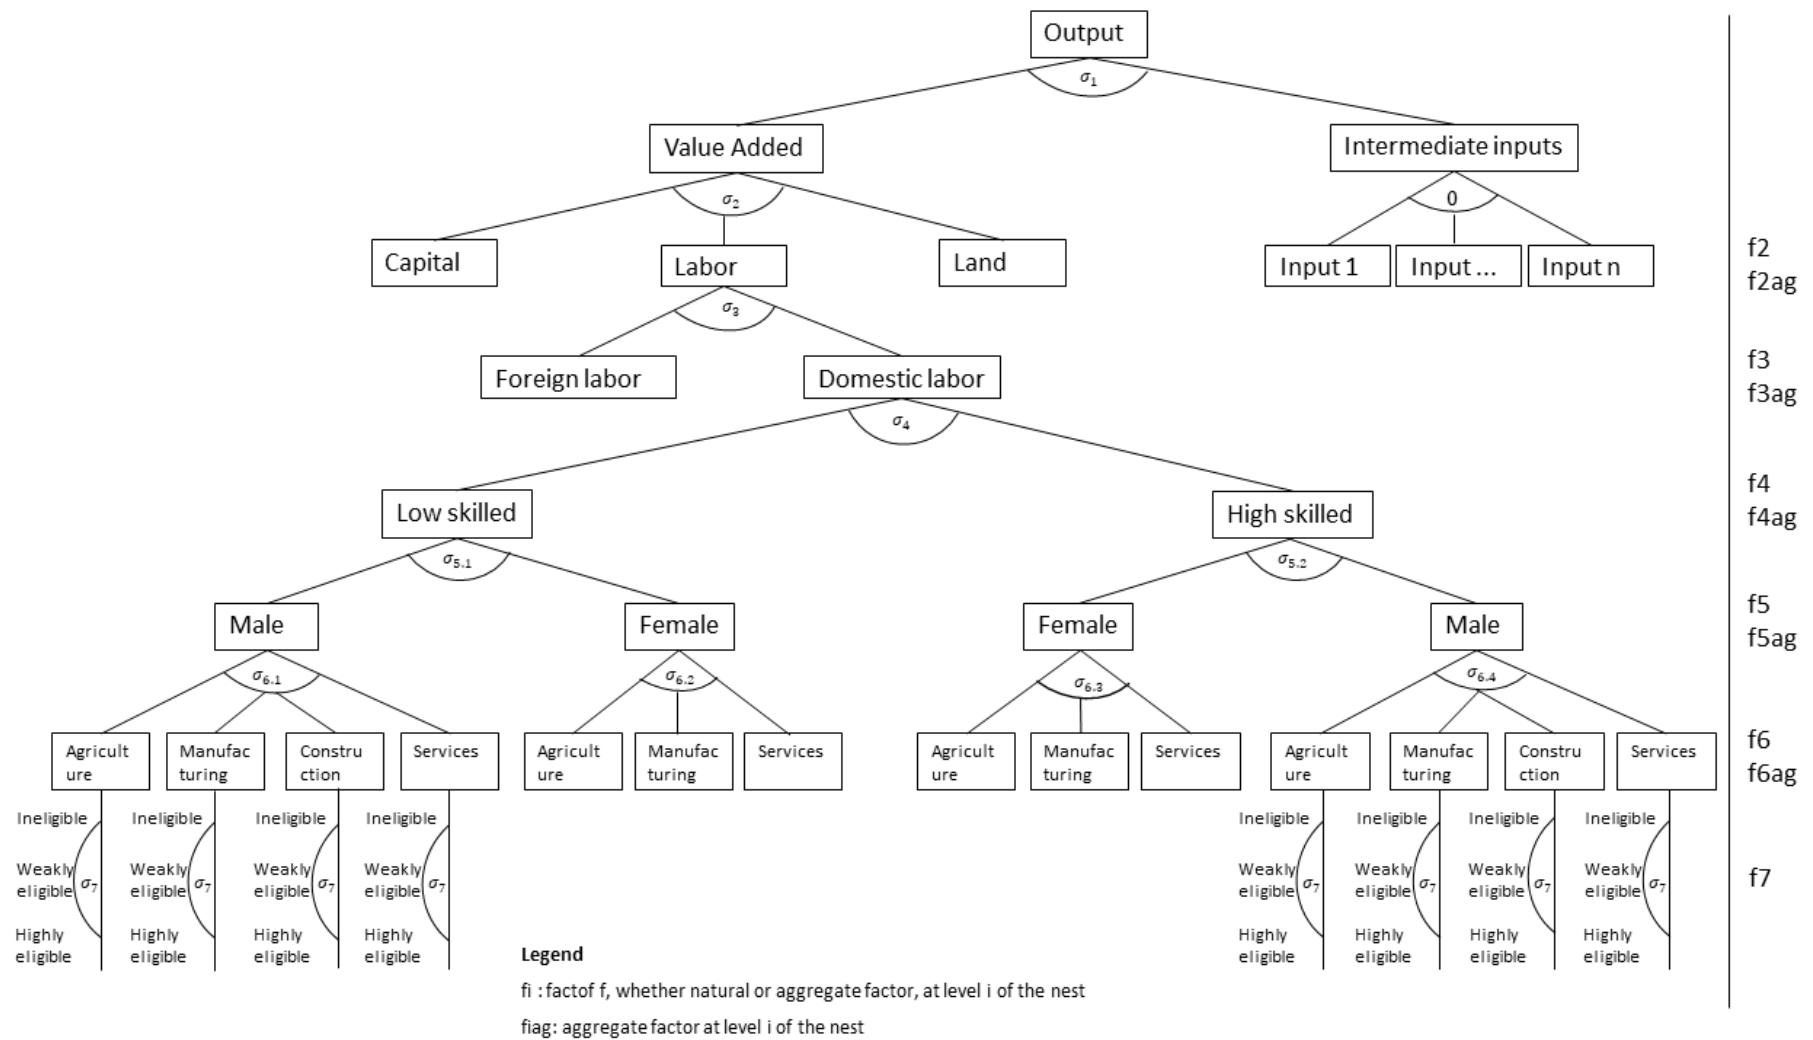 Output
σ1
Value Added
Intermediate inputs
σ2
0
Capital
Labor
Land
Input 1
Input ...
Input n
f2
f2ag
σ3
Foreign labor
Domestic labor
f3
f3ag
σ4
Low skilled
High skilled
f4
f4ag
σ5.1
σ5.2
Male
Female
Female
Male
f5
f5ag
σ6.1
σ6.2
σ6.3
σ6.4
Agricult
ure
Manufac
turing
Constru
ction
Services
Agricult
ure
Manufac
turing
Services
Agricult
ure
Manufac
turing
Services
Agricult
ure
Manufac
turing
Constru
ction
Services
f6
f6ag
Ineligible
Weakly
eligible
σ7
Highly
eligible
Ineligible
Weakly
eligible
σ7
Highly
eligible
Ineligible
Weakly
eligible
σ7
Highly
eligible
Ineligible
Weakly
eligible
σ7
Highly
eligible
Ineligible
Weakly
eligible
σ7
Highly
eligible
Ineligible
Weakly
eligible
σ7
Highly
eligible
Ineligible
Weakly
eligible
σ7
Highly
eligible
Ineligible
Weakly
eligible
σ7
Highly
eligible
f7
Legend
fi : factof f, whether natural or aggregate factor, at level i of the nest
fiag: aggregate factor at level i of the nest